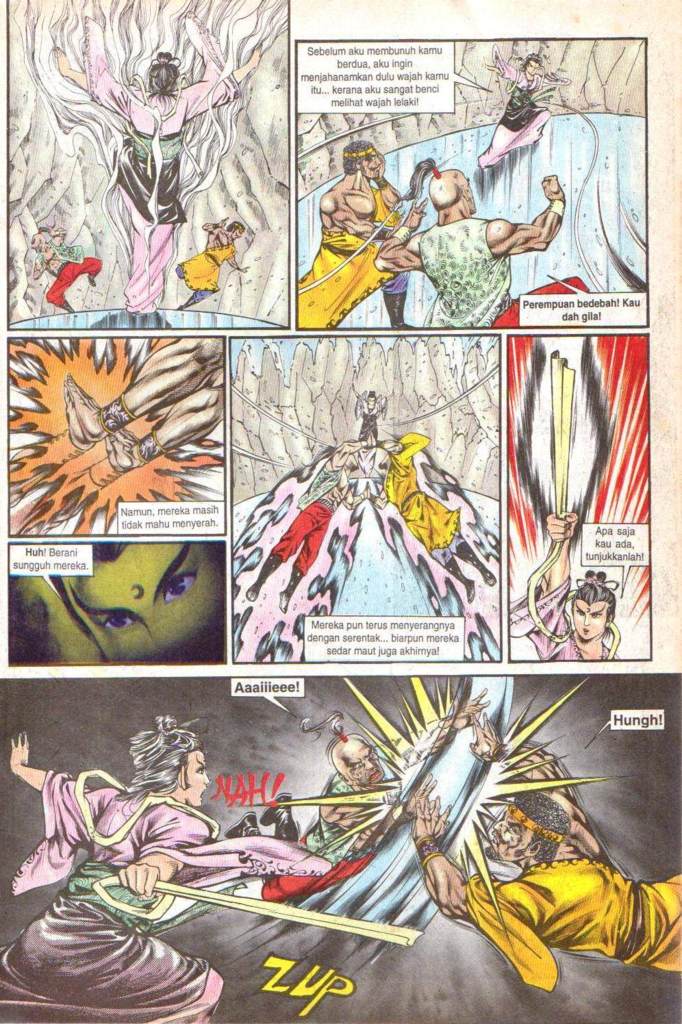 Sebelum aku membunuh kamu
berdua, aku ingin
menjahanamkan dulu wajah kamu
itu... kerana aku sangat benci
melihat wajah lelaki!
Perempuan bedebah! Kau
dah gila!
Namun, mereka masih
tidak mahu menyerah.
Huh! Berani
sungguh mereka.
Mereka pun terus menyerangnya
dengan serentak... biarpun mereka
sedar maut juga akhirnya!
Apa saja
kau ada,
tunjukkanlah!
Aaaiiieee!
Hungh!
NAH!
ZUP